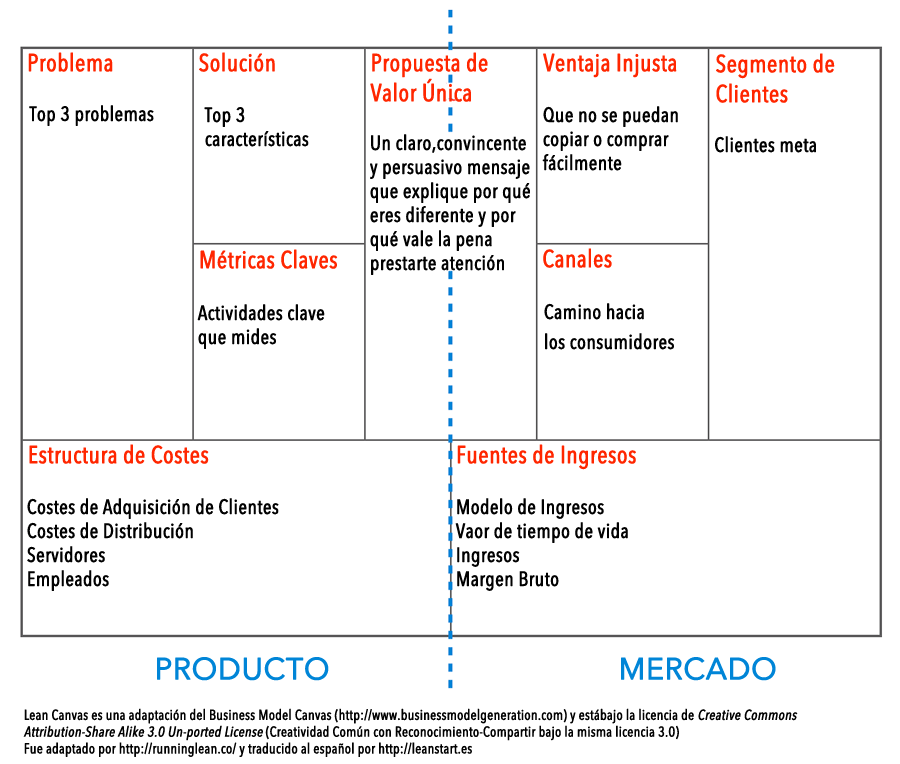 Problema
Top 3 problemas
Solución
Top 3
características
Métricas Claves
Actividades clave
que mides
Propuesta de
Valor Única
Un claro,convincente
y persuasivo mensaje
que explique por qué
eres diferente y por
qué vale la pena
prestarte atención
Ventaja Injusta
Que no se puedan
copiar o comprar
fácilmente
Canales
Camino hacia
los consumidores
Segmento de
Clientes
Clientes meta
Estructura de Costes
Costes de Adquisición de Clientes
Costes de Distribución
Servidores
Empleados
Fuentes de Ingresos
Modelo de Ingresos
Vaor de tiempo de vida
Ingresos
Margen Bruto
PRODUCTO
MERCADO
Lean Canvas es una adaptación del Business Model Canvas (http://www.businessmodelgeneration.com) y estábajo la licencia de Creative Commons
Attribution-Share Alike 3.0 Un-ported License (Creatividad Común con Reconocimiento-Compartir bajo la misma licencia 3.0)
Fue adaptado por http://runninglean.co/ y traducido al español por http://leanstart.es